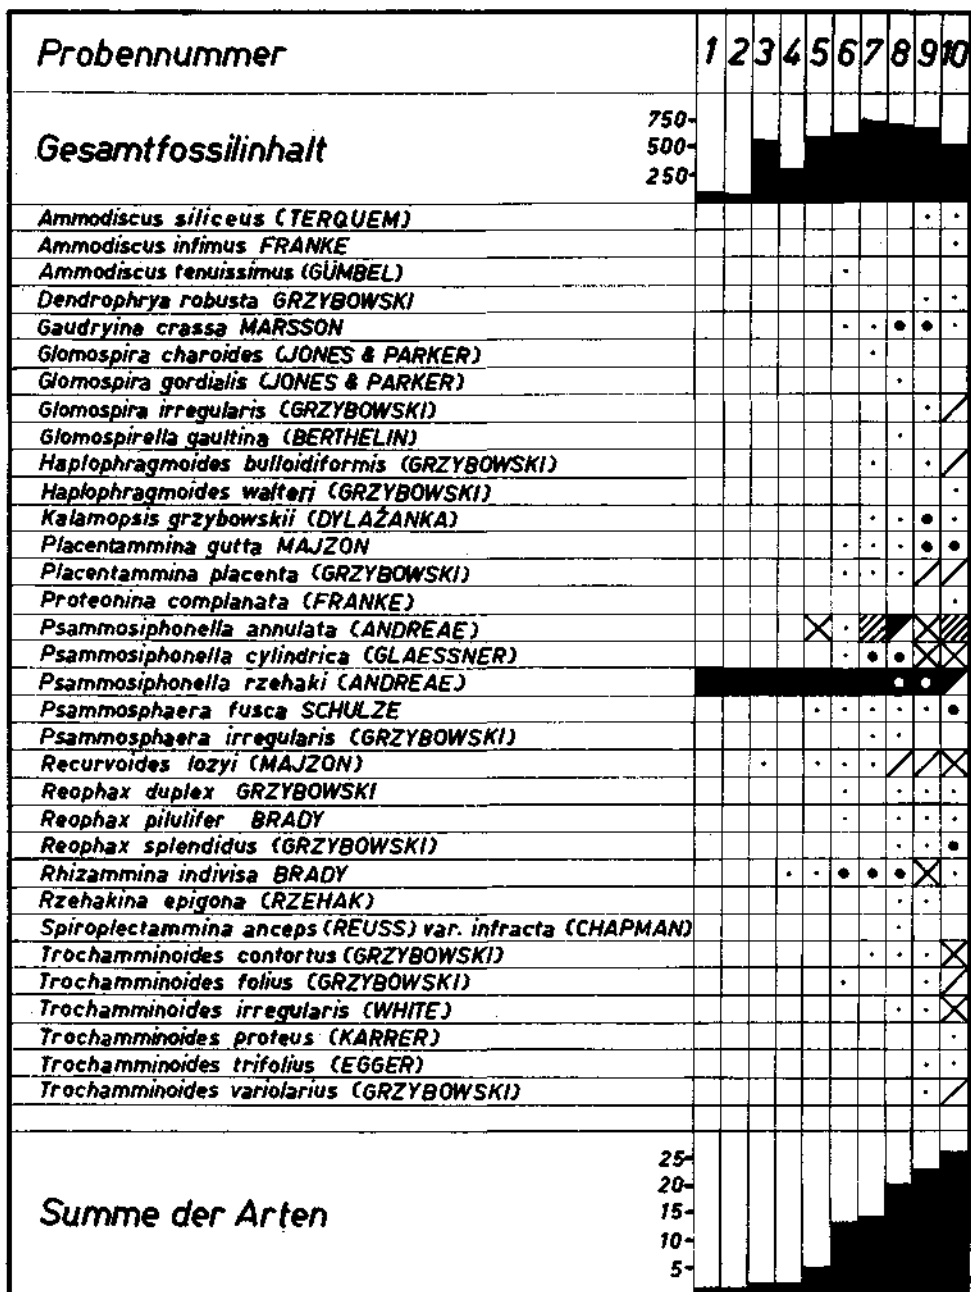 Probennummer 1 2 3 4 5 6 7 8 9 10
Gesamtfossilinhalt
750
500
250
Ammodiscus siliceus (TERQUEM)
Ammodiscus infimus FRANKE
Ammodiscus tenuissimus (GÜMBEL)
Dendrophrya robusta GRZYBOWSKI
Gaudryina crassa MARSSON
Glomospira charoides (JONES & PARKER)
Glomospira gordialis (JONES & PARKER)
Glomospira irregularis (GRZYBOWSKI)
Glomospirella gaultina (BERTHELIN)
Haplophragmoides bulloidiformis (GRZYBOWSKI)
Haplophragmoides walteri (GRZYBOWSKI)
Kalamopsis grzybowskii (DYLAŻANKA)
Placentammina gutta MAJZON
Placentammina placenta (GRZYBOWSKI)
Proteonina complanata (FRANKE)
Psammosiphonella annulata (ANDREAE)
Psammosiphonella cylindrica (GLAESSNER)
Psammosiphonella rzehaki (ANDREAE)
Psammosphaera fusca SCHULZE
Psammosphaera irregularis (GRZYBOWSKI)
Recurvoides lozyi (MAJZON)
Reophax duplex GRZYBOWSKI
Reophax pilulifer BRADY
Reophax splendidus (GRZYBOWSKI)
Rhizammina indivisa BRADY
Rzehakina epigona (RZEHAK)
Spiroplectammina anceps (REUSS) var. infracta (CHAPMAN)
Trochamminoides contortus (GRZYBOWSKI)
Trochamminoides folius (GRZYBOWSKI)
Trochamminoides irregularis (WHITE)
Trochamminoides proteus (KARRER)
Trochamminoides trifolius (EGGER)
Trochamminoides variolarius (GRZYBOWSKI)
Summe der Arten
25
20
15
10
5